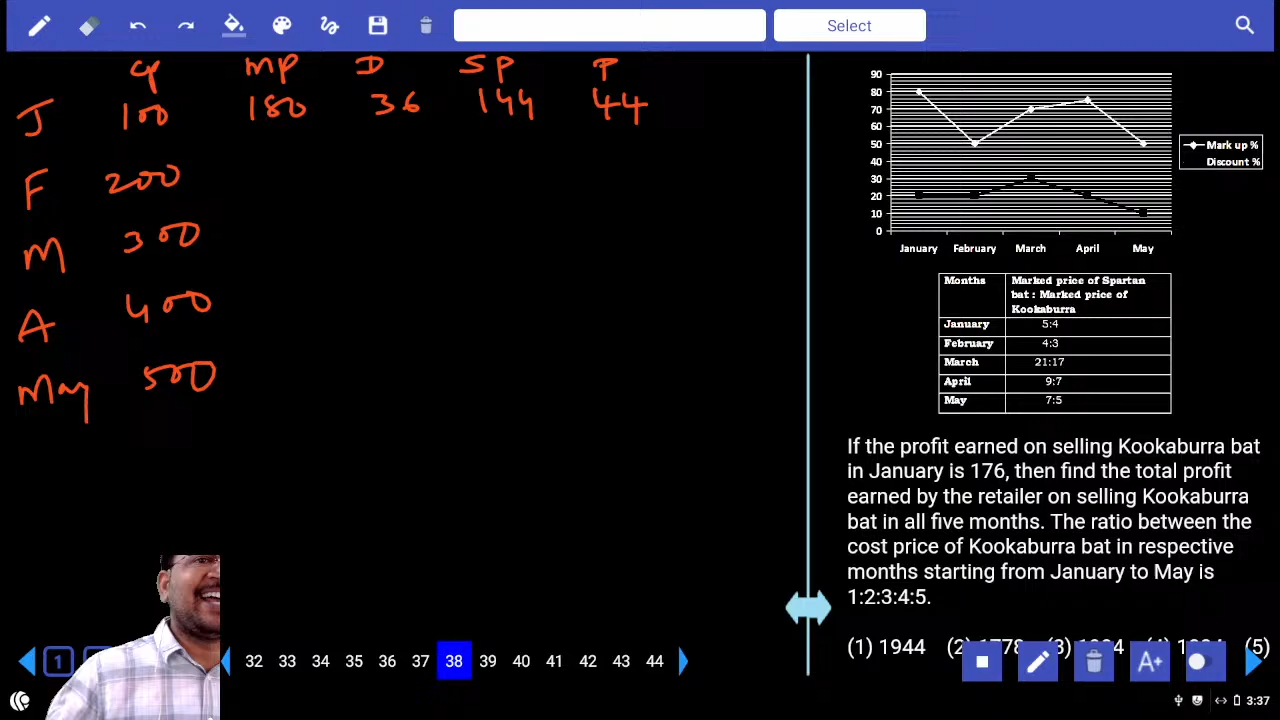 Select
CP MP D SP P
J 100 180 36 144 44
F 200
M 300
A 400
May 500
90
80
70
60
50
40
30
20
10
0
January February March April May
Mark up %
Discount %
Months Marked price of Spartan bat : Marked price of Kookaburra
January 5:4
February 4:3
March 21:17
April 9:7
May 7:5
If the profit earned on selling Kookaburra bat
in January is 176, then find the total profit
earned by the retailer on selling Kookaburra
bat in all five months. The ratio between the
cost price of Kookaburra bat in respective
months starting from January to May is
1:2:3:4:5.
(1) 1944 (2) 1778 (3) (4) (5)
1 32 33 34 35 36 37 38 39 40 41 42 43 44
A+
3:37